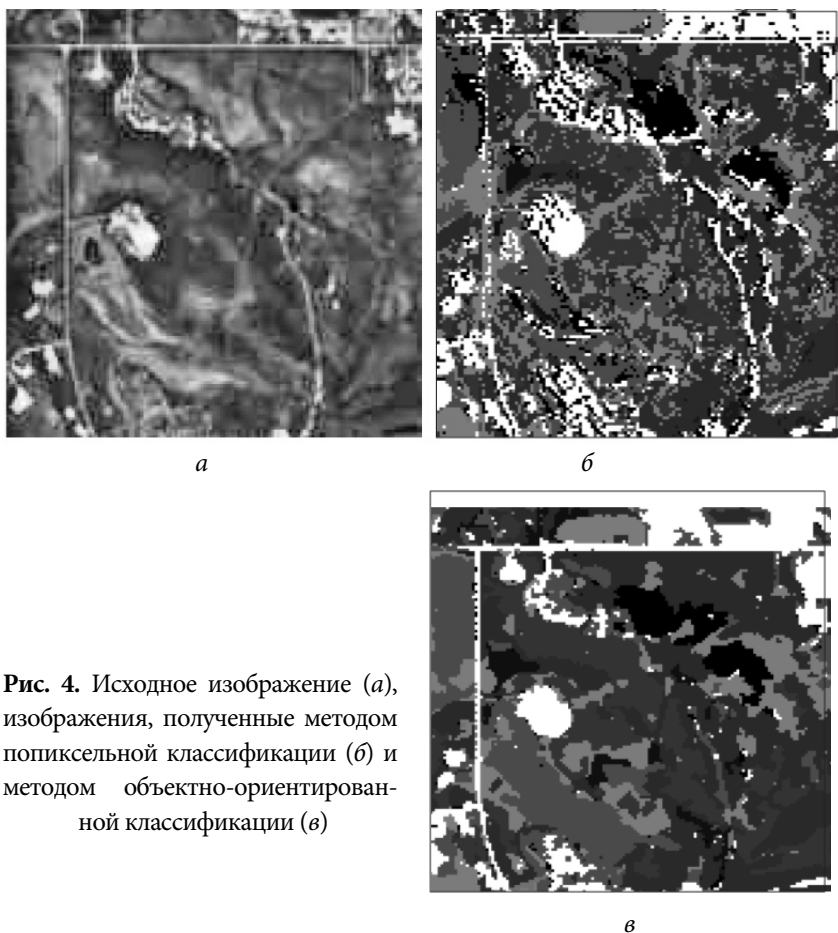 а
б
Рис. 4. Исходное изображение (а),
изображения, полученные методом
попиксельной классификации (б) и
методом объектно-ориентирован-
ной классификации (в)
в